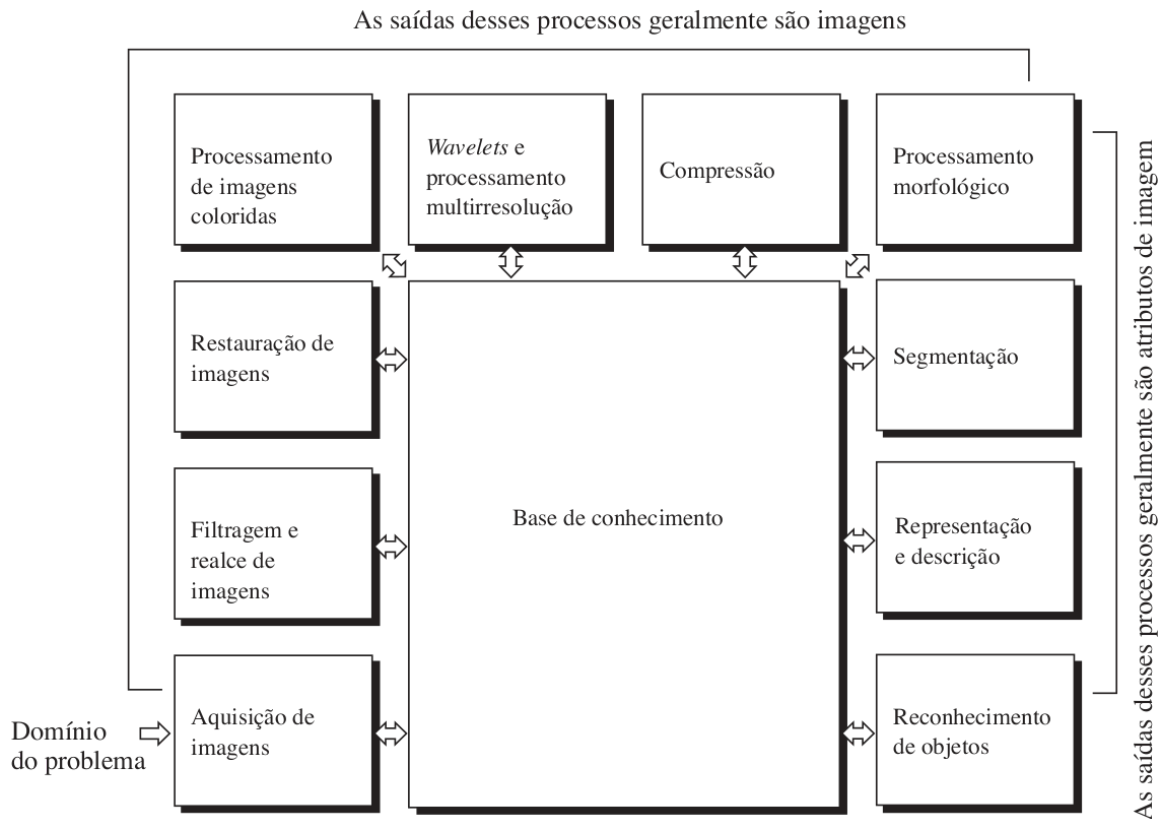 As saídas desses processos geralmente são imagens
Processamento
de imagens
coloridas
Wavelets e
processamento
multirresolução
Compressão
Processamento
morfológico
Restauração de
imagens
Segmentação
Filtragem e
realce de
imagens
Base de conhecimento
Representação
e descrição
Domínio
do problema
Aquisição de
imagens
Reconhecimento
de objetos
As saídas desses processos geralmente são atributos de imagem